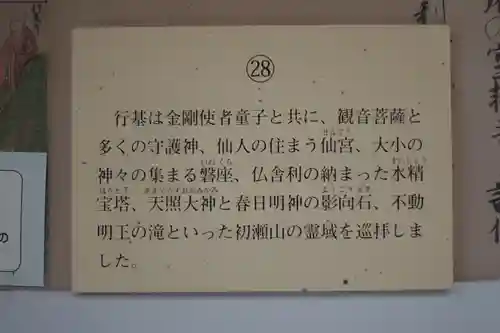 ㉘
行基は金剛使者童子と共に、観音菩薩と
多くの守護神、仙人の住まう仙宮、大小の
神々の集まる磐座、仏舎利の納まった水精
宝塔、天照大神と春日明神の影向石、不動
明王の滝といった初瀬山の霊域を巡拝しま
した。
の